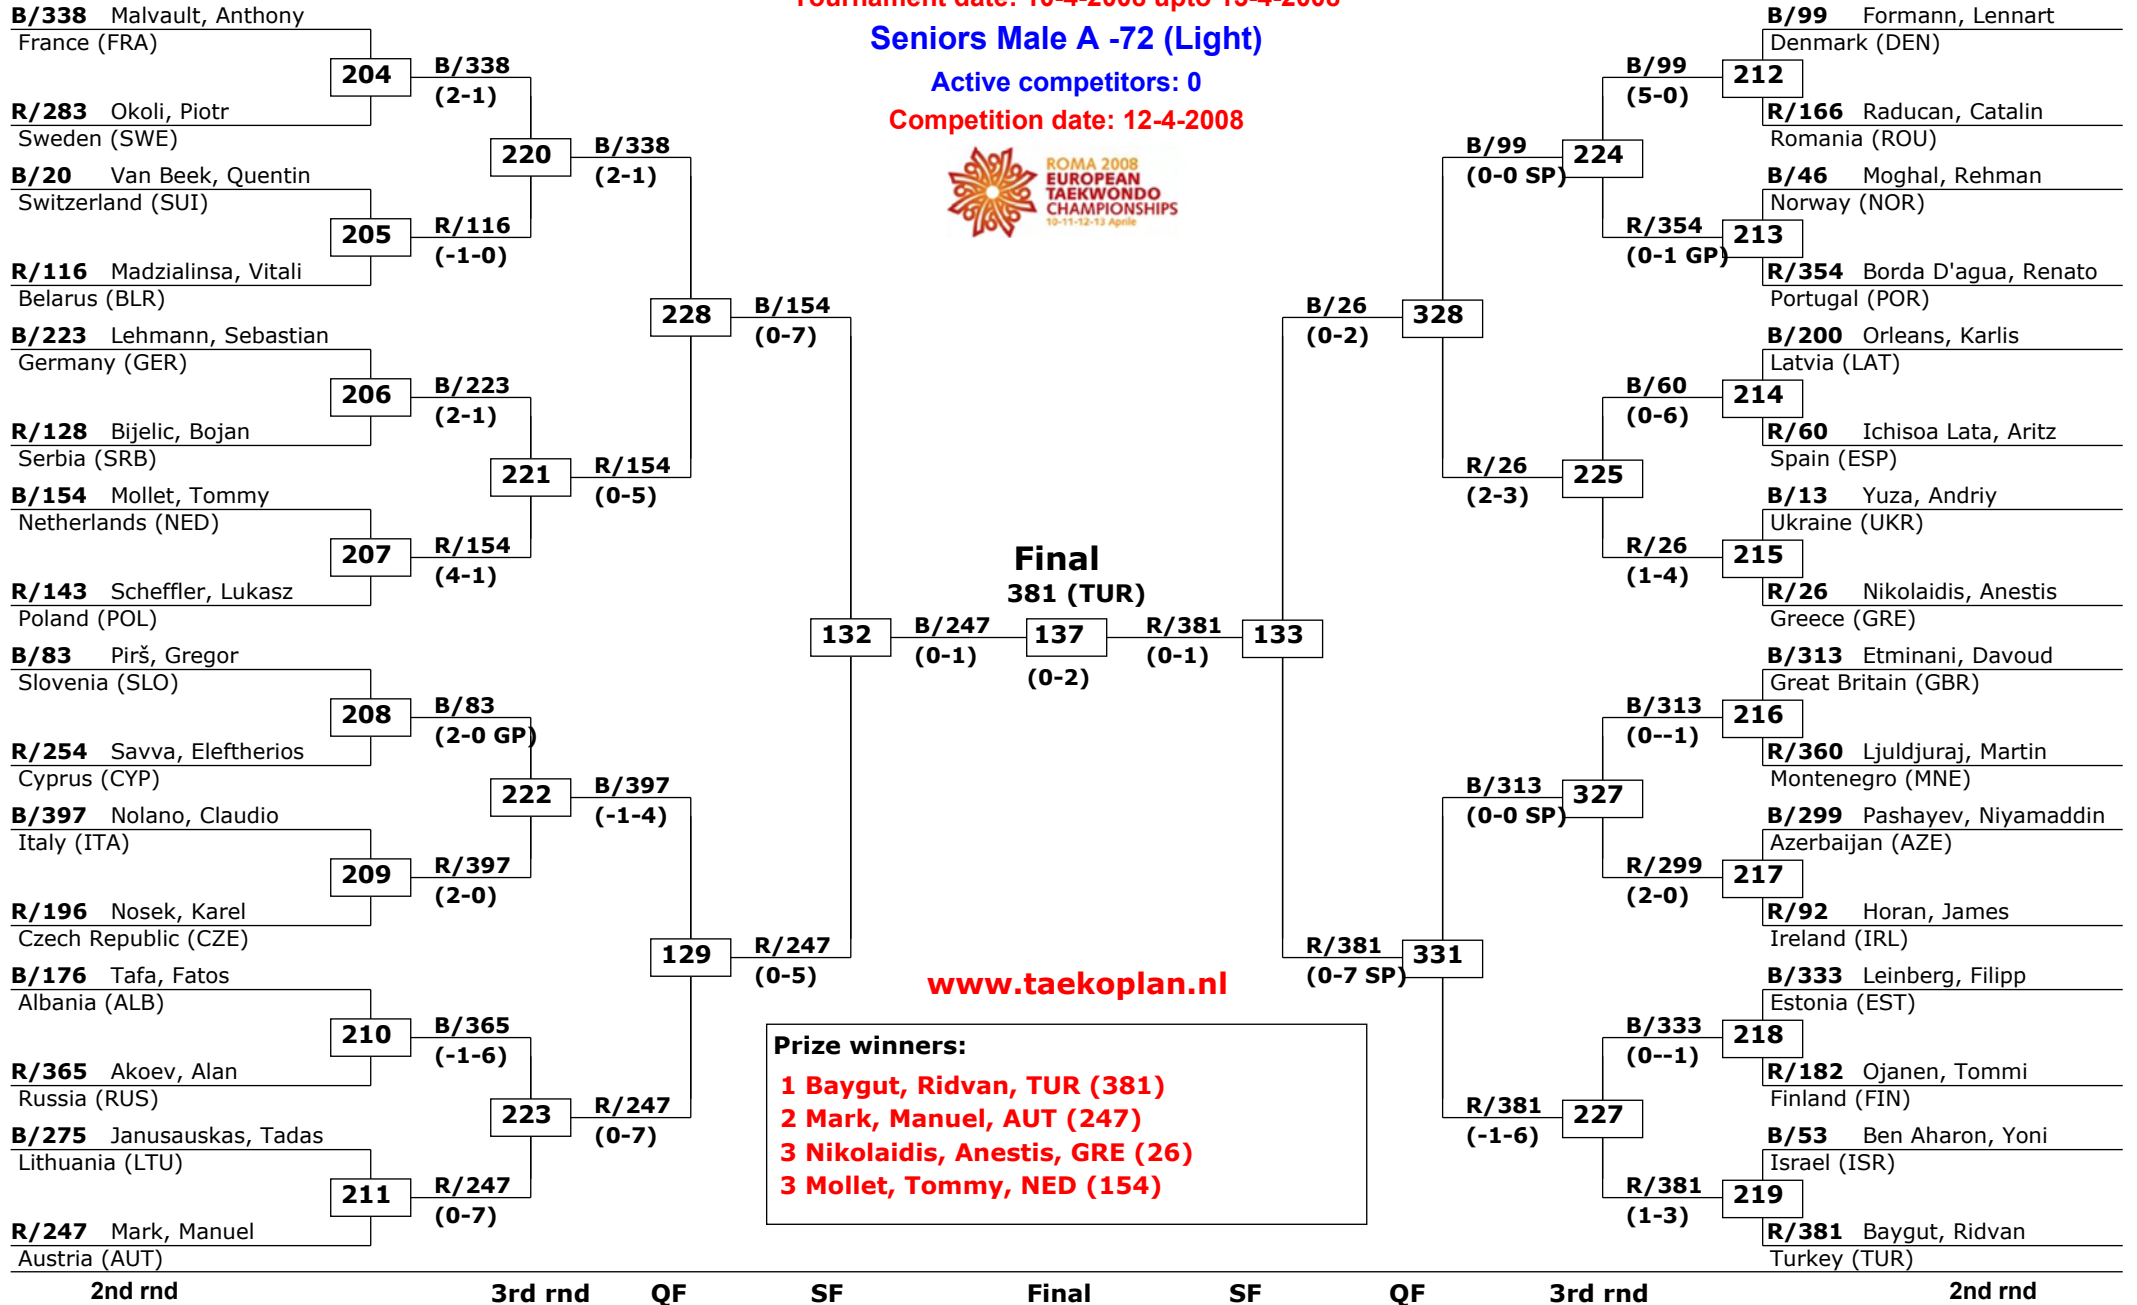 Tournament date: 10-4-2008 upto 13-4-2008
Seniors Male A -72 (Light)
Active competitors: 0
Competition date: 12-4-2008
ROMA 2008
EUROPEAN
TAEKWONDO
CHAMPIONSHIPS
10-11-12-13 Aprile
B/338 Malvault, Anthony
France (FRA)
204
R/283 Okoli, Piotr
Sweden (SWE)
B/20 Van Beek, Quentin
Switzerland (SUI)
205
R/116 Madzialinsa, Vitali
Belarus (BLR)
B/223 Lehmann, Sebastian
Germany (GER)
206
R/128 Bijelic, Bojan
Serbia (SRB)
B/154 Mollet, Tommy
Netherlands (NED)
207
R/143 Scheffler, Lukasz
Poland (POL)
B/83 Pirš, Gregor
Slovenia (SLO)
208
R/254 Savva, Eleftherios
Cyprus (CYP)
B/397 Nolano, Claudio
Italy (ITA)
209
R/196 Nosek, Karel
Czech Republic (CZE)
B/176 Tafa, Fatos
Albania (ALB)
210
R/365 Akoev, Alan
Russia (RUS)
B/275 Janusauskas, Tadas
Lithuania (LTU)
211
R/247 Mark, Manuel
Austria (AUT)
B/338
(2-1)
220
R/116
(-1-0)
B/223
(2-1)
221
R/154
(4-1)
B/83
(2-0 GP)
222
R/397
(2-0)
B/365
(-1-6)
223
R/247
(0-7)
B/338
(2-1)
228
R/154
(0-5)
B/397
(-1-4)
129
R/247
(0-7)
B/154
(0-7)
132
R/247
(0-5)
Final
381 (TUR)
B/247
(0-1)
137
(0-2)
R/381
(0-1)
133
B/26
(0-2)
R/381
(0-7 SP)
B/99
(0-0 SP)
328
R/26
(2-3)
B/313
(0-0 SP)
331
R/381
(-1-6)
B/99
(5-0)
224
R/354
(0-1 GP)
B/60
(0-6)
225
R/26
(1-4)
B/313
(0--1)
327
R/299
(2-0)
B/333
(0--1)
227
R/381
(1-3)
B/99 Formann, Lennart
Denmark (DEN)
212
R/166 Raducan, Catalin
Romania (ROU)
B/46 Moghal, Rehman
Norway (NOR)
213
R/354 Borda D'agua, Renato
Portugal (POR)
B/200 Orleans, Karlis
Latvia (LAT)
214
R/60 Ichisoa Lata, Aritz
Spain (ESP)
B/13 Yuza, Andriy
Ukraine (UKR)
215
R/26 Nikolaidis, Anestis
Greece (GRE)
B/313 Etminani, Davoud
Great Britain (GBR)
216
R/360 Ljuldjuraj, Martin
Montenegro (MNE)
B/299 Pashayev, Niyamaddin
Azerbaijan (AZE)
217
R/92 Horan, James
Ireland (IRL)
B/333 Leinberg, Filipp
Estonia (EST)
218
R/182 Ojanen, Tommi
Finland (FIN)
B/53 Ben Aharon, Yoni
Israel (ISR)
219
R/381 Baygut, Ridvan
Turkey (TUR)
www.taekoplan.nl
Prize winners:
1 Baygut, Ridvan, TUR (381)
2 Mark, Manuel, AUT (247)
3 Nikolaidis, Anestis, GRE (26)
3 Mollet, Tommy, NED (154)
2nd rnd 3rd rnd QF SF Final SF QF 3rd rnd 2nd rnd